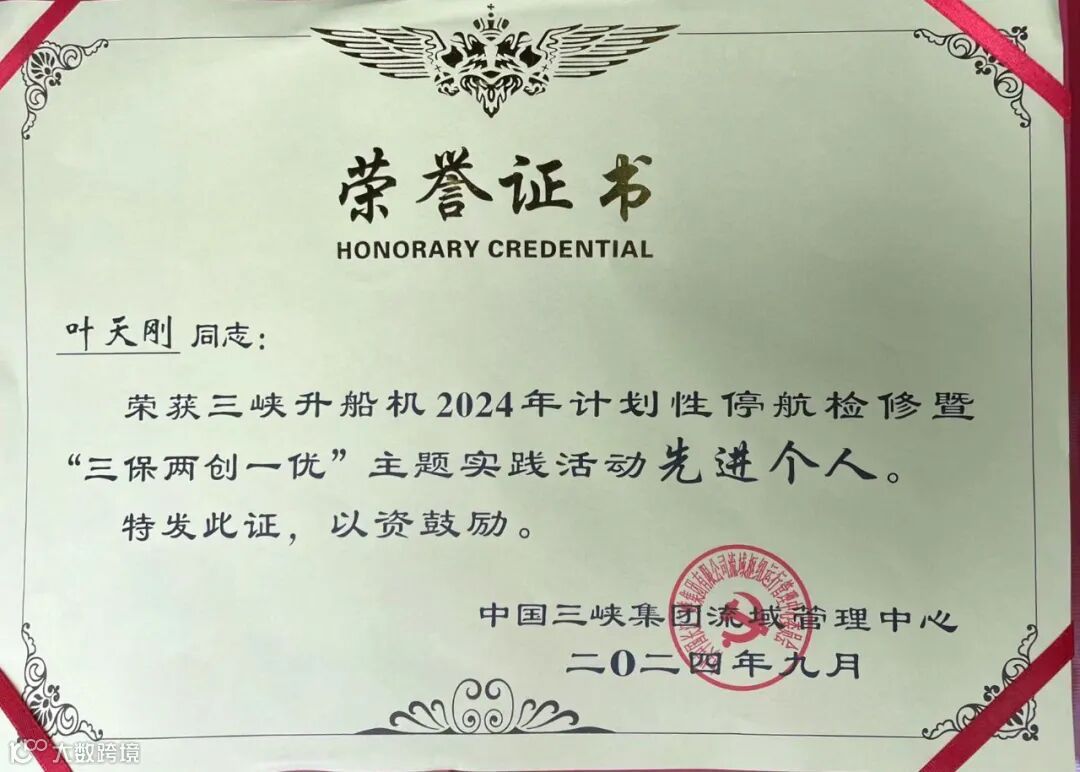 荣誉证书
HONORARY CREDENTIAL
叶天刚 同志：
荣获三峡升船机2024年计划性停航检修暨
“三保两创一优”主题实践活动先进个人。
特发此证，以资鼓励。
中国三峡集团流域管理中心
二〇二四年九月
大数跨境